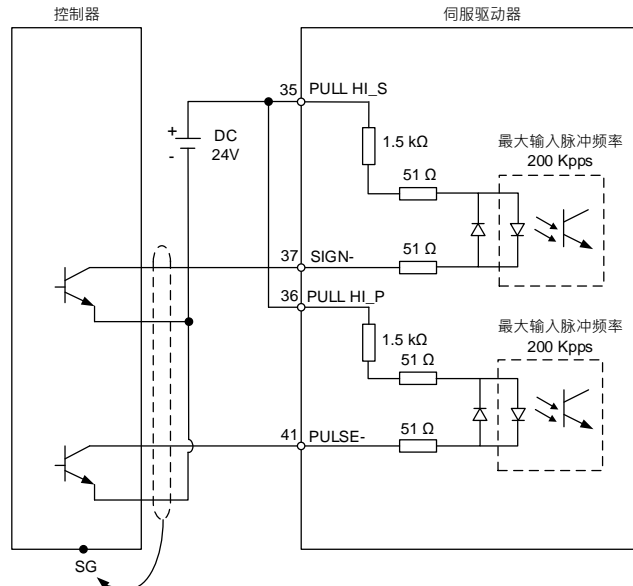 控制器
伺服驱动器
35 PULL HI_S
+
-
DC
24V
1.5 kΩ
51 Ω
最大输入脉冲频率
200 Kpps
37 SIGN-
51 Ω
36 PULL HI_P
1.5 kΩ
51 Ω
最大输入脉冲频率
200 Kpps
41 PULSE-
51 Ω
SG